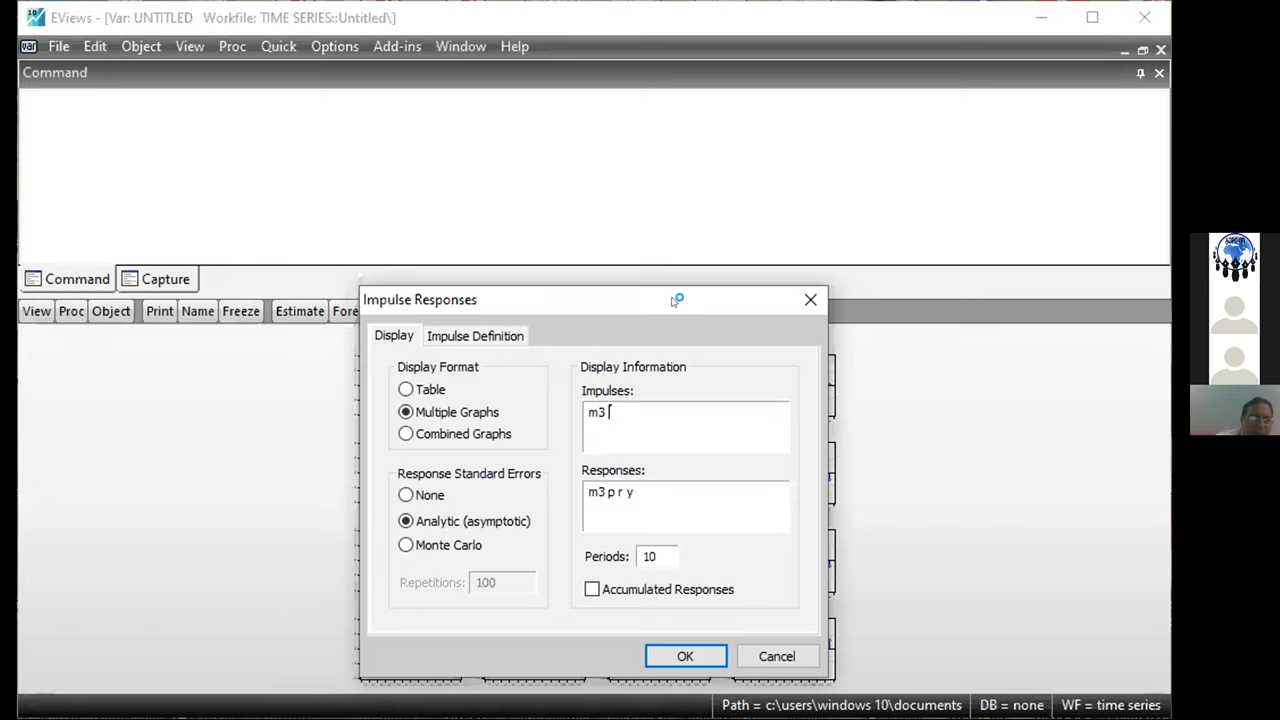 EViews - [Var: UNTITLED Workfile: TIME SERIES::Untitled\]
File Edit Object View Proc Quick Options Add-ins Window Help
Command
Command Capture
View Proc Object Print Name Freeze Estimate Fore
Impulse Responses
Display Impulse Definition
Display Format
Table
Multiple Graphs
Combined Graphs
Response Standard Errors
None
Analytic (asymptotic)
Monte Carlo
Repetitions: 100
Display Information
Impulses:
m3
Responses:
m3 p r y
Periods: 10
Accumulated Responses
OK Cancel
Path = c:\users\windows 10\documents DB = none WF = time series